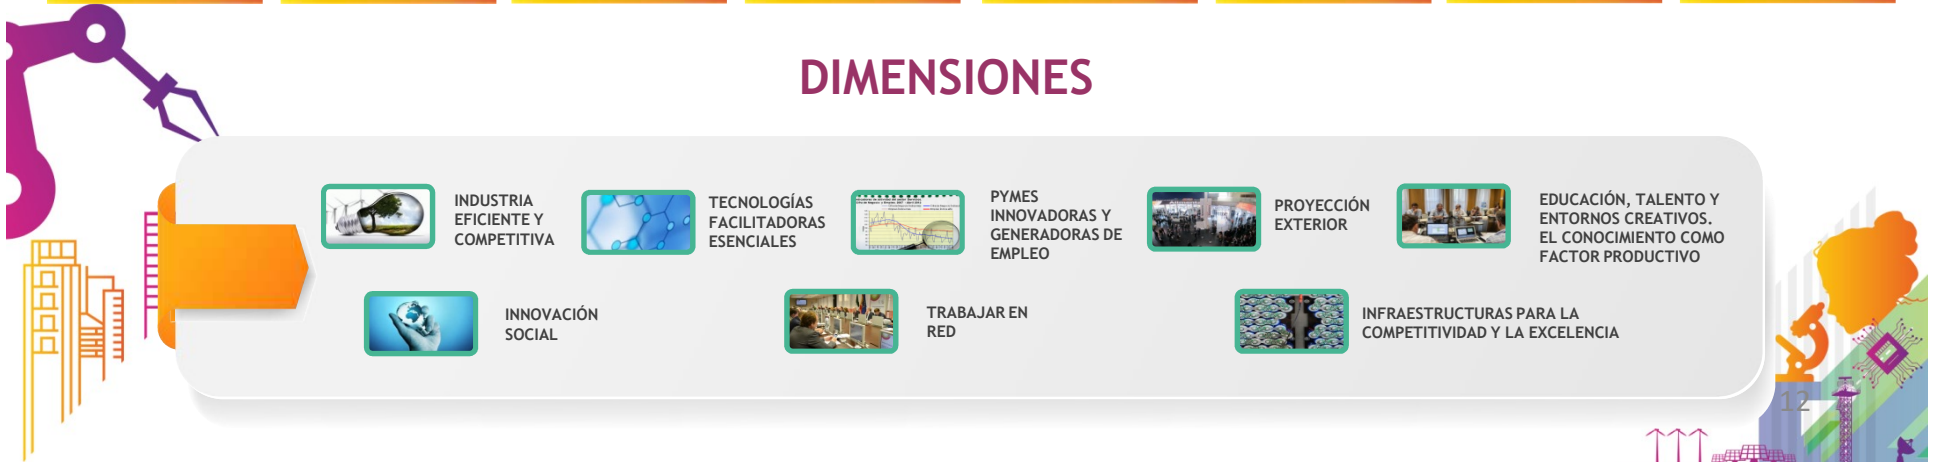 DIMENSIONES
INDUSTRIA
EFICIENTE Y
COMPETITIVA
TECNOLOGÍAS
FACILITADORAS
ESENCIALES
PYMES
INNOVADORAS Y
GENERADORAS DE
EMPLEO
PROYECCIÓN
EXTERIOR
EDUCACIÓN, TALENTO Y
ENTORNOS CREATIVOS.
EL CONOCIMIENTO COMO
FACTOR PRODUCTIVO
INNOVACIÓN
SOCIAL
TRABAJAR EN
RED
INFRAESTRUCTURAS PARA LA
COMPETITIVIDAD Y LA EXCELENCIA
12